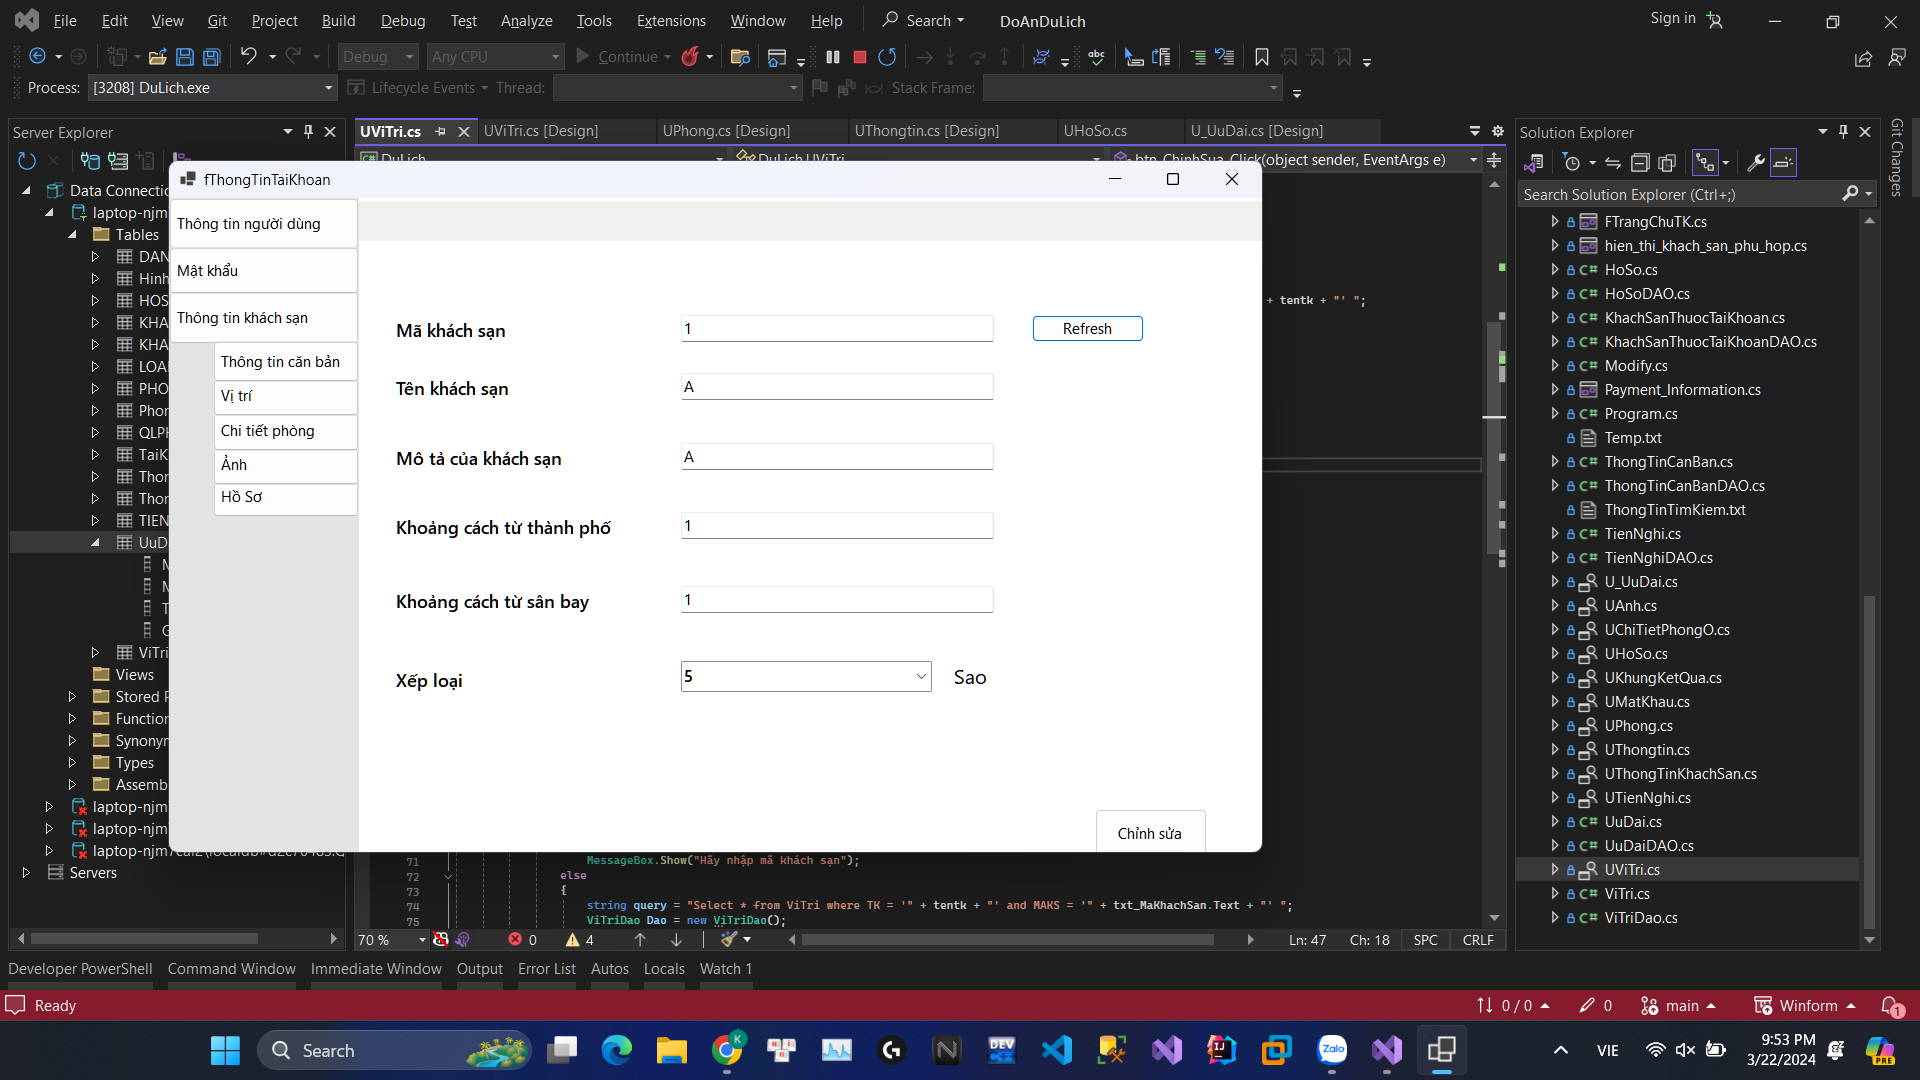 File Edit View Git Project Build Debug Test Analyze Tools Extensions Window Help Search DoAnDuLich Sign in
Debug Any CPU Continue
Process: [3208] DuLich.exe Lifecycle Events Thread: Stack Frame:
Server Explorer
Data Connectio
laptop-njm
Tables
DAN
Hinh
HOS
KHA
KHA
LOAI
PHO
Phon
QLPH
TaiK
Thon
Thor
TIEN
UuD
M
M
T
G
ViTri
Views
Stored P
Function
Synonyn
Types
Assemb
laptop-njm
laptop-njm
Servers
UViTri.cs UViTri.cs [Design] UPhong.cs [Design] UThongtin.cs [Design] UHoSo.cs U_UuDai.cs [Design]
DuLich DuLich.UViTri btn_ChinhSua_Click(object sender, EventArgs e)
+ tentk + "' ";
fThongTinTaiKhoan
Thông tin người dùng
Mật khẩu
Thông tin khách sạn
Thông tin căn bản
Vị trí
Chi tiết phòng
Ảnh
Hồ Sơ
Mã khách sạn 1 Refresh
Tên khách sạn A
Mô tả của khách sạn A
Khoảng cách từ thành phố 1
Khoảng cách từ sân bay 1
Xếp loại 5 Sao
Chỉnh sửa
71 MessageBox.Show("Hãy nhập mã khách sạn");
72 else
73 {
74 string query = "Select * from ViTri where TK = '" + tentk + "' and MAKS = '" + txt_MaKhachSan.Text + "' ";
75 ViTriDao Dao = new ViTriDao();
70 % 0 4 Ln: 47 Ch: 18 SPC CRLF
Solution Explorer
Search Solution Explorer (Ctrl+;)
FTrangChuTK.cs
hien_thi_khach_san_phu_hop.cs
C# HoSo.cs
C# HoSoDAO.cs
C# KhachSanThuocTaiKhoan.cs
C# KhachSanThuocTaiKhoanDAO.cs
C# Modify.cs
Payment_Information.cs
C# Program.cs
Temp.txt
C# ThongTinCanBan.cs
C# ThongTinCanBanDAO.cs
ThongTinTimKiem.txt
C# TienNghi.cs
C# TienNghiDAO.cs
U_UuDai.cs
UAnh.cs
UChiTietPhongO.cs
UHoSo.cs
UKhungKetQua.cs
UMatKhau.cs
UPhong.cs
UThongtin.cs
UThongTinKhachSan.cs
UTienNghi.cs
C# UuDai.cs
C# UuDaiDAO.cs
UViTri.cs
C# ViTri.cs
C# ViTriDao.cs
Git Changes
Developer PowerShell Command Window Immediate Window Output Error List Autos Locals Watch 1
Ready 0 / 0 0 main Winform 1
Search VIE 9:53 PM
3/22/2024